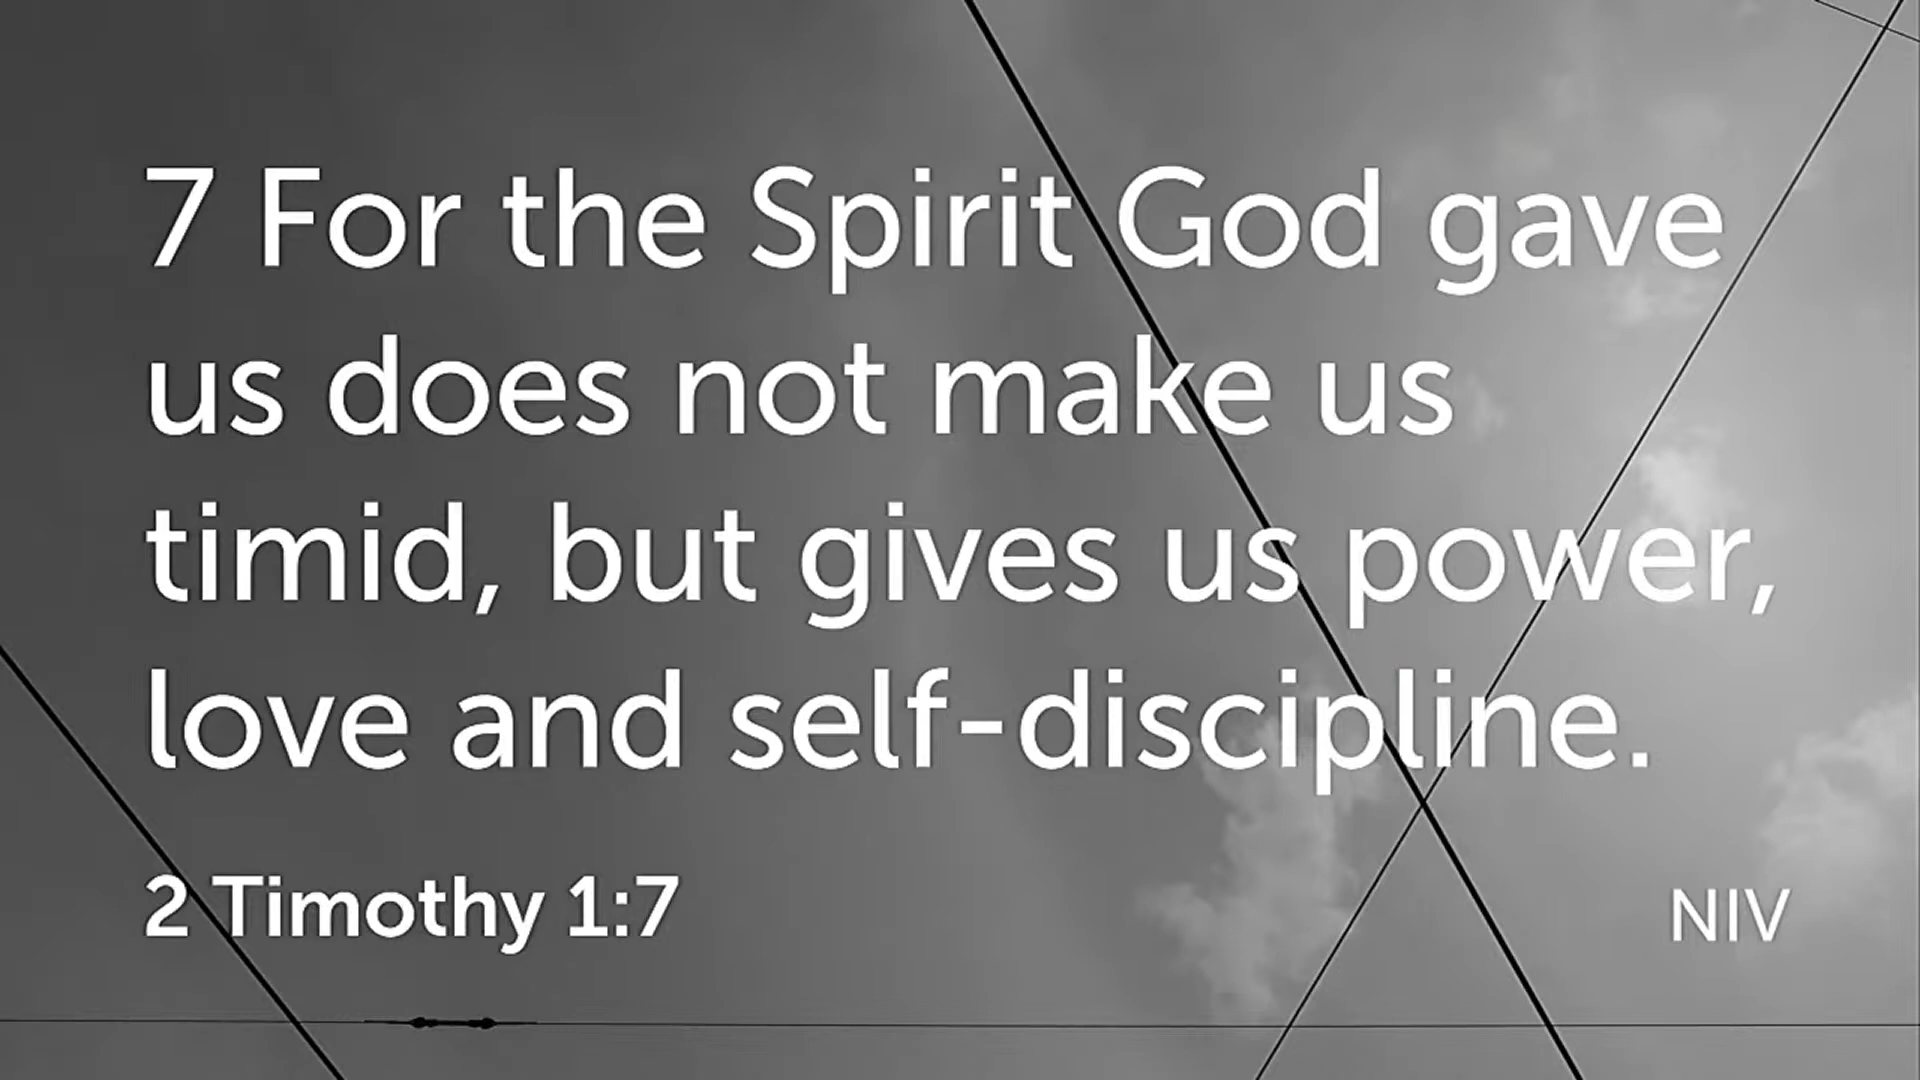 7 For the Spirit God gave
us does not make us
timid, but gives us power,
love and self-discipline.
2 Timothy 1:7
NIV